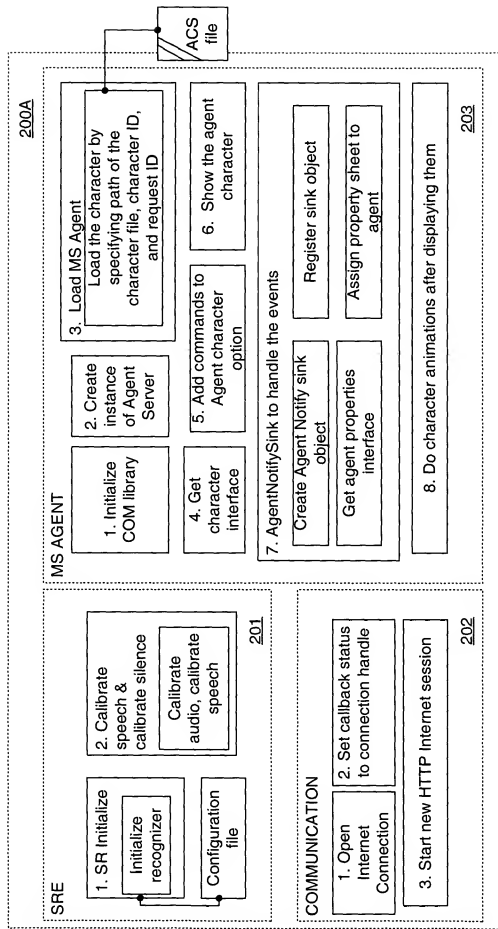 200A
SRE
1. SR Initialize
Initialize
recognizer
Configuration
file
2. Calibrate
speech &
calibrate silence
Calibrate
audio, calibrate
speech
201
COMMUNICATION
1. Open
Internet
Connection
2. Set callback status
to connection handle
3. Start new HTTP Internet session
202
MS AGENT
1. Initialize
COM library
2. Create
instance
of Agent
Server
3. Load MS Agent
Load the character by
specifying path of the
character file, character ID,
and request ID
ACS
file
4. Get
character
interface
5. Add commands to
Agent character
option
6. Show the agent
character
7. AgentNotifySink to handle the events
Create Agent Notify sink
object
Register sink object
Get agent properties
interface
Assign property sheet to
agent
8. Do character animations after displaying them
203